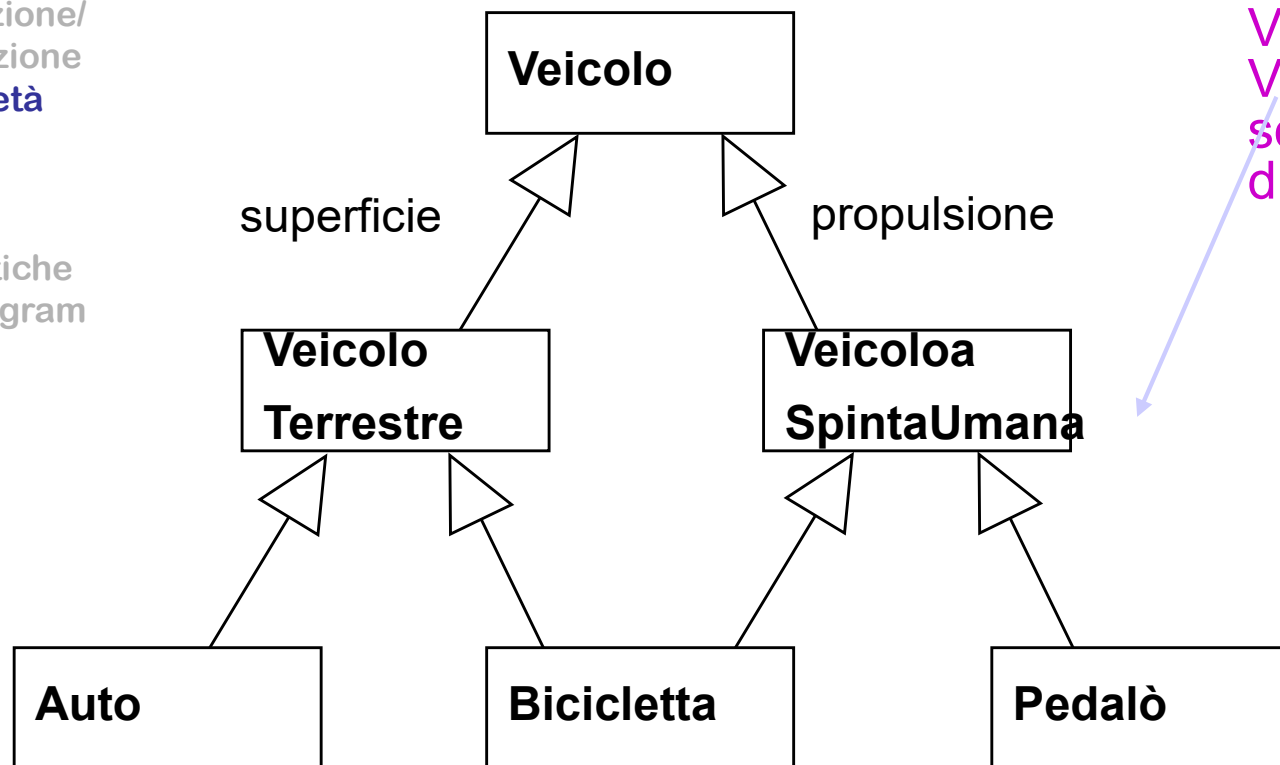 zione/
zione
età
Veicolo
V
V
d
superficie
propulsione
tiche
gram
Veicolo
Terrestre
Veicoloa
SpintaUmana
Auto
Bicicletta
Pedalò